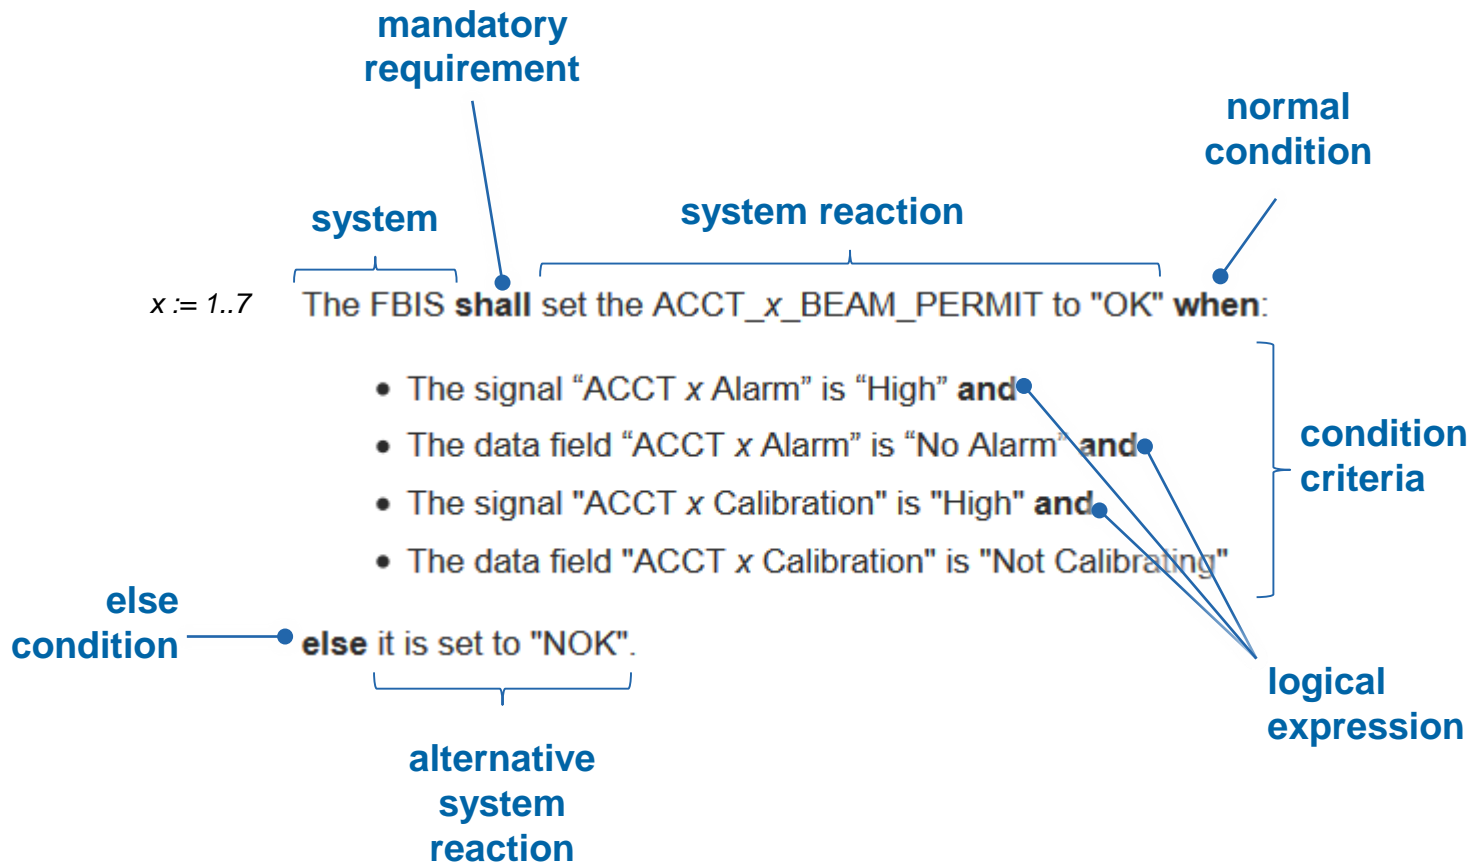 mandatory
requirement
normal
condition
system
system reaction
x := 1..7
The FBIS shall set the ACCT_x_BEAM_PERMIT to "OK" when:
• The signal “ACCT x Alarm” is “High” and
• The data field “ACCT x Alarm” is “No Alarm” and
• The signal "ACCT x Calibration" is "High" and
• The data field "ACCT x Calibration" is "Not Calibrating"
condition
criteria
else
condition
else it is set to "NOK".
logical
expression
alternative
system
reaction